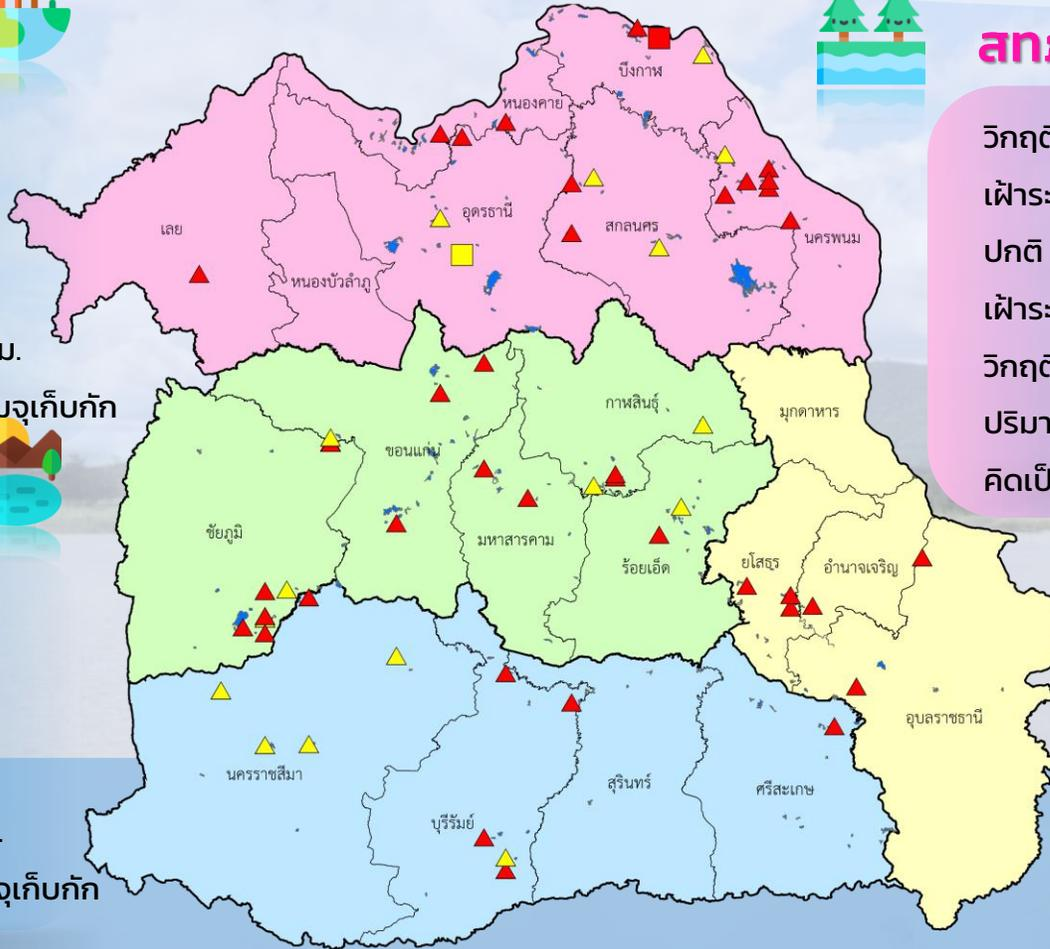 บึงกาฬ
หนองคาย
อุดรธานี
สกลนคร
เลย
นครพนม
หนองบัวลำภู
กาฬสินธุ์
มุกดาหาร
ขอนแก่น
ชัยภูมิ
มหาสารคาม
ร้อยเอ็ด
ยโสธร
อำนาจเจริญ
อุบลราชธานี
นครราชสีมา
สุรินทร์
ศรีสะเกษ
บุรีรัมย์
ม.
มจุเก็บกัก
จุเก็บกัก
วิกฤติ
เฝ้าระ
ปกติ
เฝ้าระ
วิกฤติ
ปริมา
คิดเป็